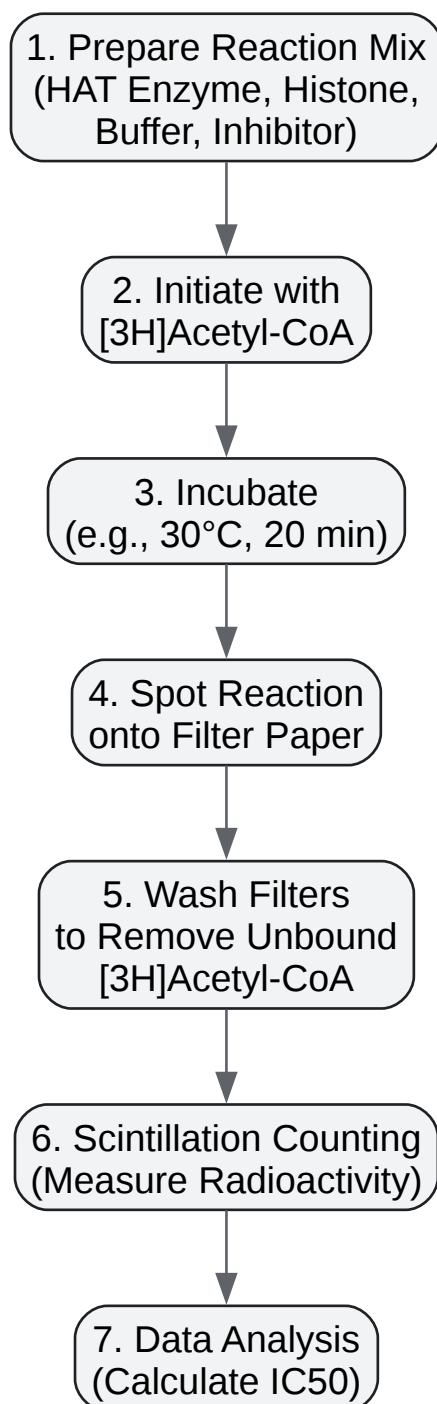 1. Prepare Reaction Mix
(HAT Enzyme, Histone,
Buffer, Inhibitor)
2. Initiate with
[3H]Acetyl-CoA
3. Incubate
(e.g., 30°C, 20 min)
4. Spot Reaction
onto Filter Paper
5. Wash Filters
to Remove Unbound
[3H]Acetyl-CoA
6. Scintillation Counting
(Measure Radioactivity)
7. Data Analysis
(Calculate IC50)